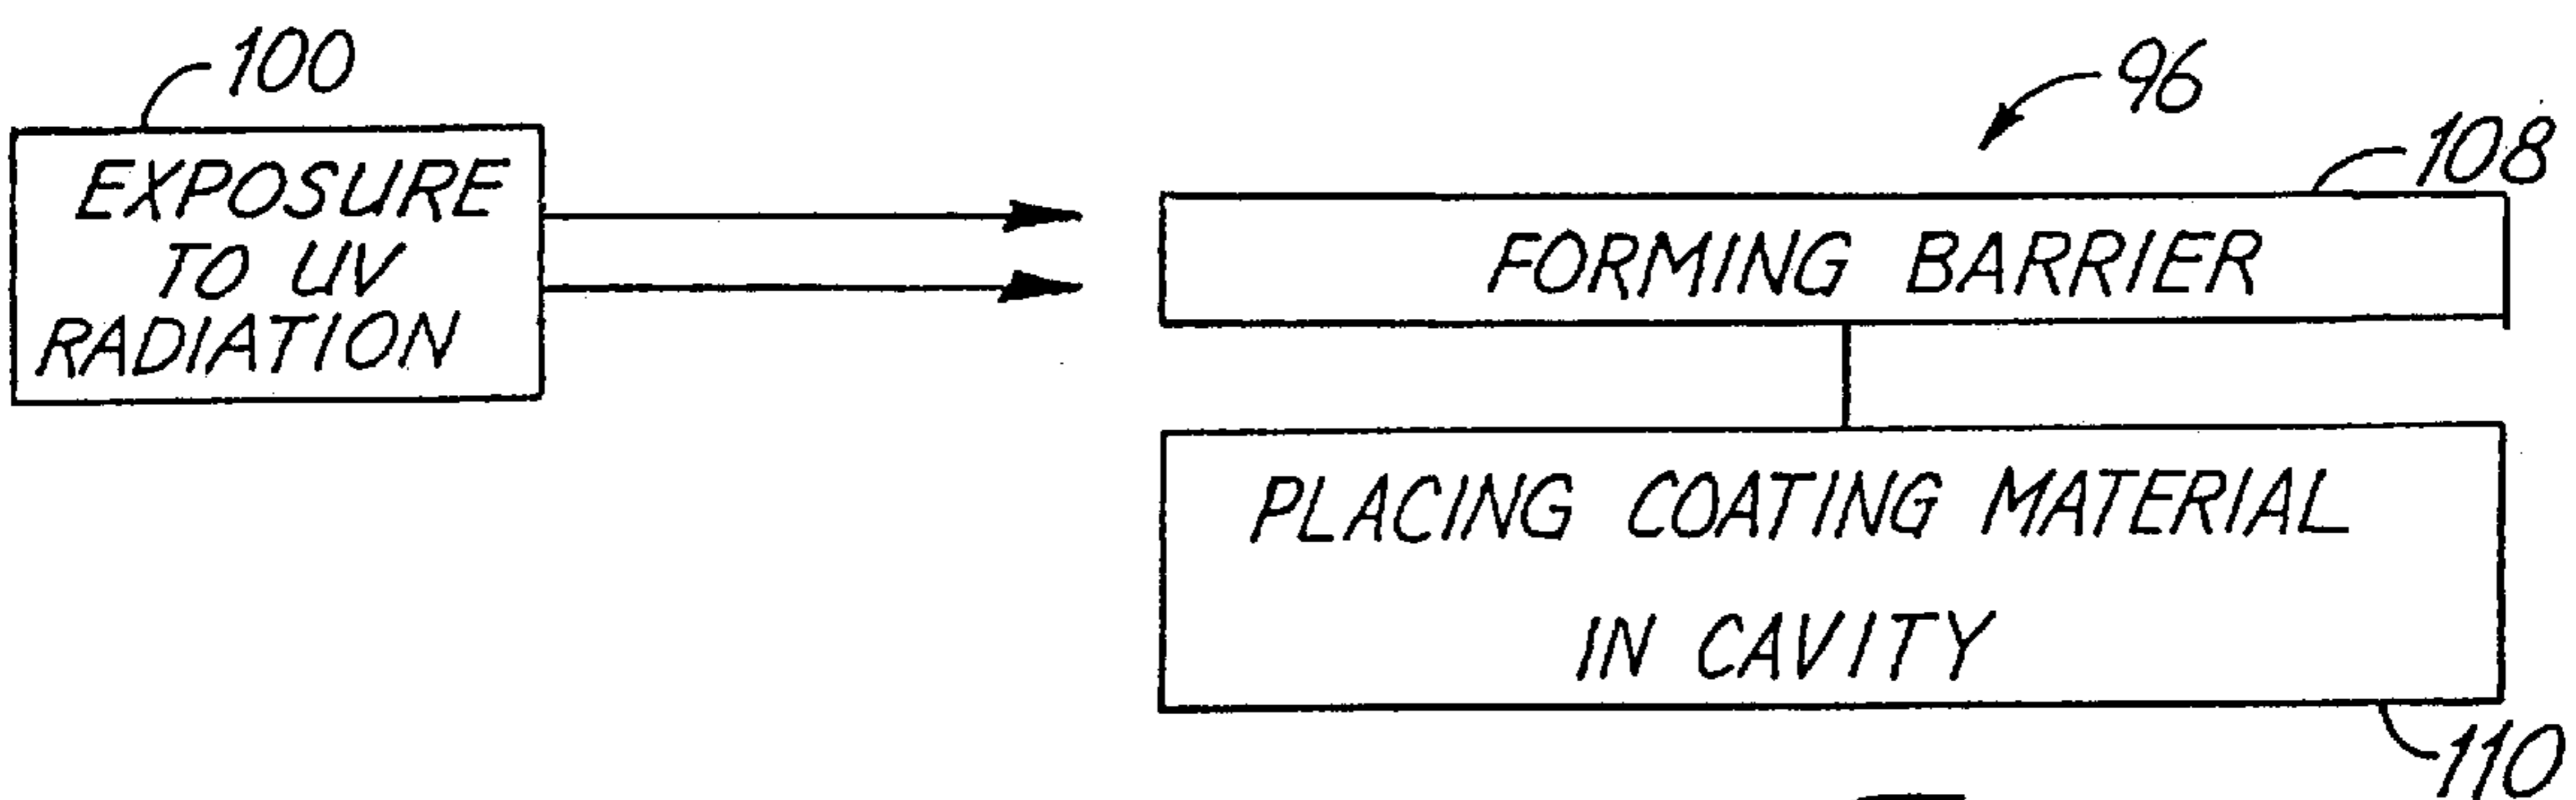 100
EXPOSURE
TO UV
RADIATION
96
108
FORMING BARRIER
PLACING COATING MATERIAL
IN CAVITY
110